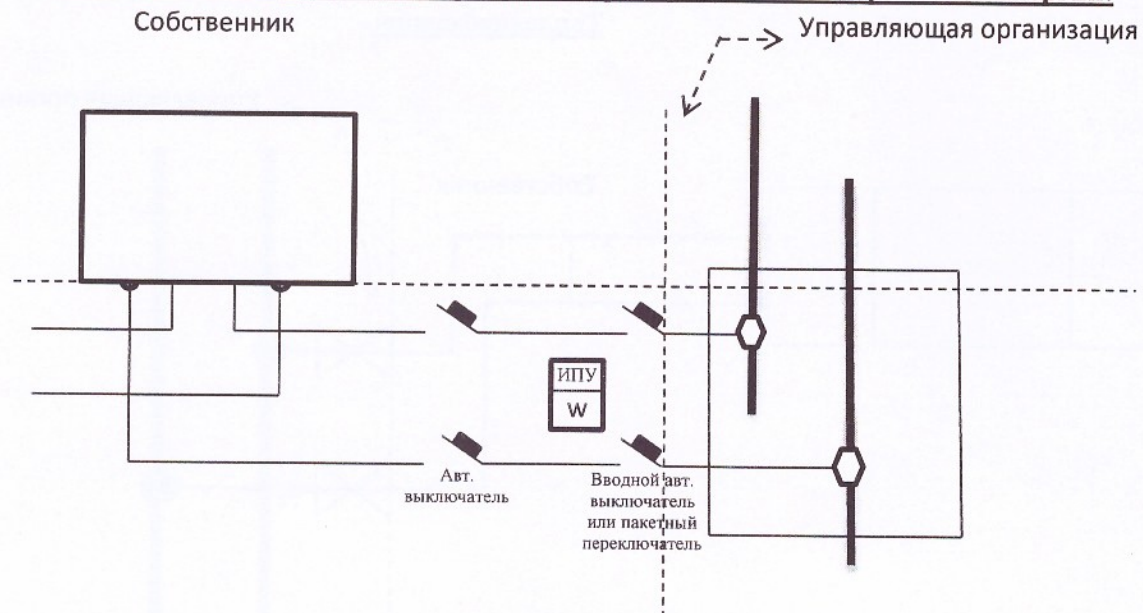 Собственник
Управляющая организация
ИПУ
W
Авт.
выключатель
Вводной авт.
выключатель
или пакетный
переключатель